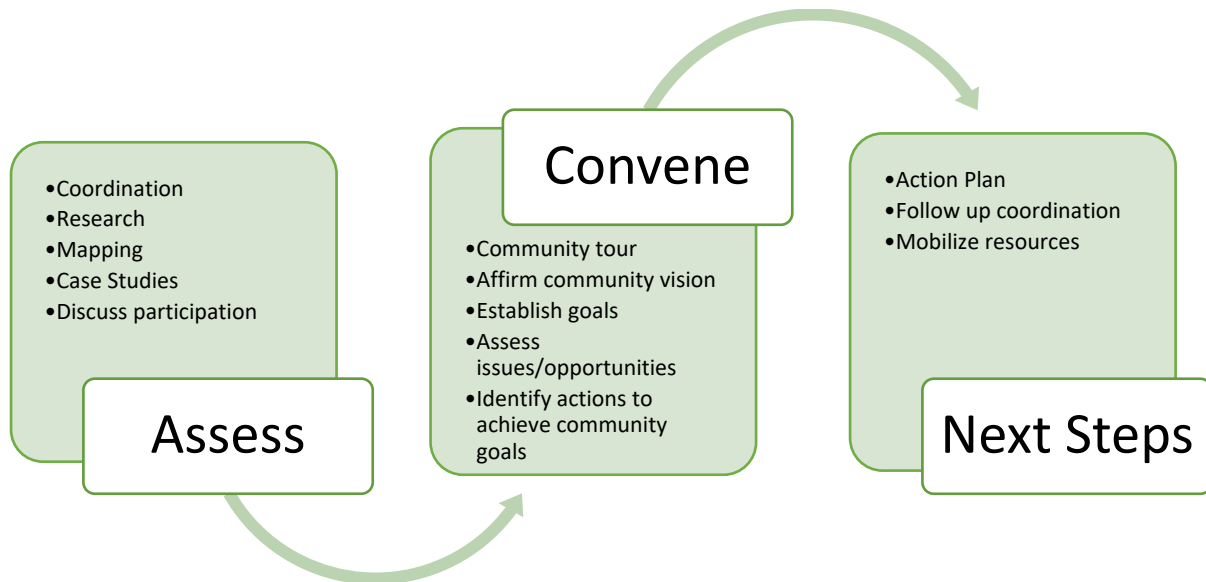 •Coordination
•Research
•Mapping
•Case Studies
•Discuss participation
Assess
Convene
•Community tour
•Affirm community vision
•Establish goals
•Assess
issues/opportunities
•Identify actions to
achieve community
goals
•Action Plan
•Follow up coordination
•Mobilize resources
Next Steps